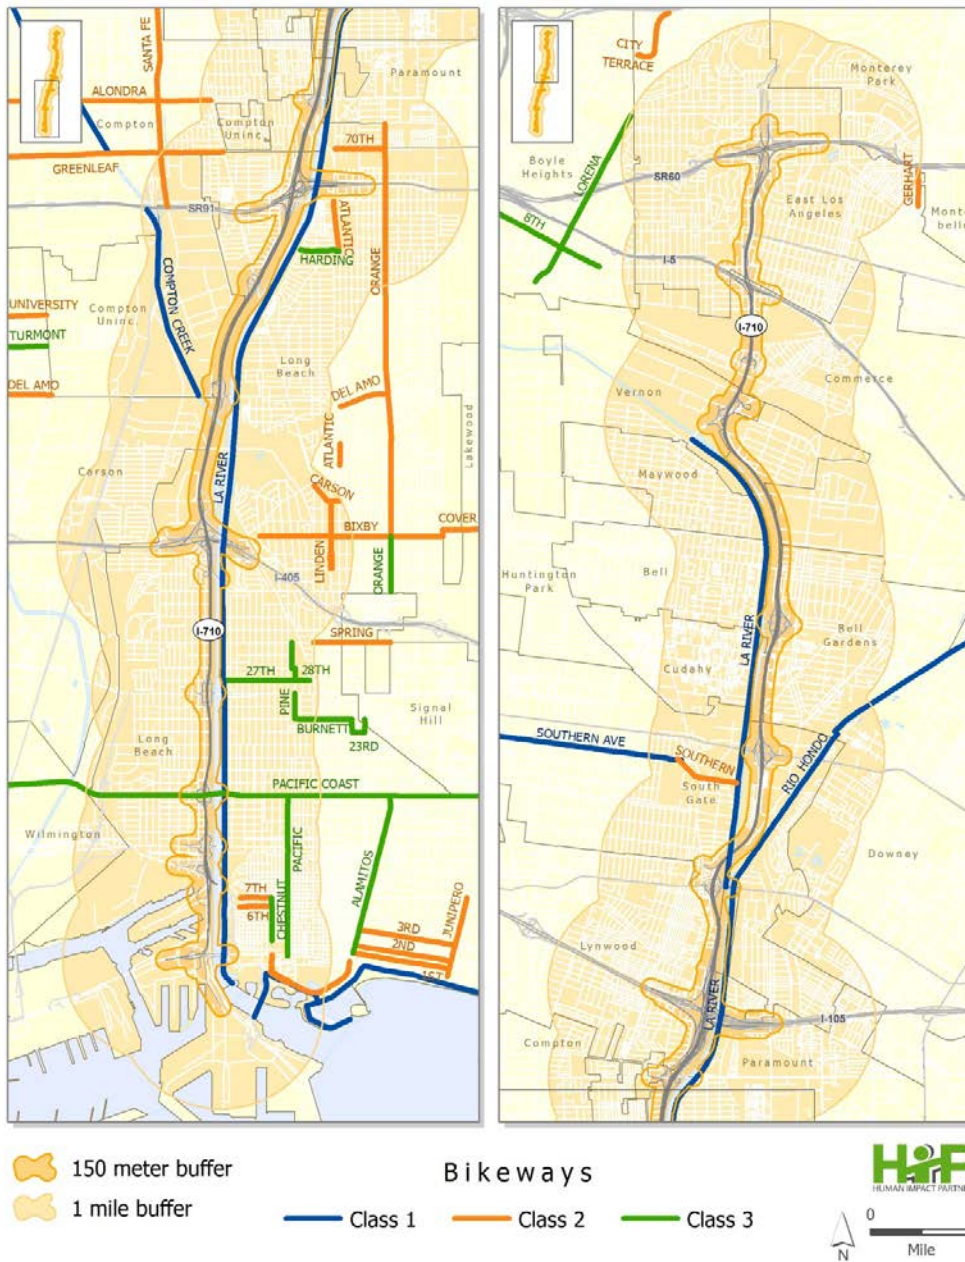 SANTA FE
Paramount
ALONDRA
Compton
Compton
Uninc.
70TH
GREENLEAF
SR91
ATLANTIC
ORANGE
HARDING
COMPTON CREEK
UNIVERSITY
Compton
Uninc.
TURMONT
Long
Beach
DEL AMO
DEL AMO
ATLANTIC
Lakewood
Carson
LA RIVER
CARSON
BIXBY
COVER
LINDEN
ORANGE
I-405
I-710
SPRING
27TH
28TH
PINE
Signal
Hill
BURNETT
23RD
Long
Beach
PACIFIC COAST
Wilmington
PACIFIC
ALAMITOS
7TH
6TH
CHESTNUT
3RD
2ND
1ST
JUNIPERO
CITY
TERRACE
Monterey
Park
Boyle
Heights
LORENA
SR60
East Los
Angeles
GERHART
8TH
I-5
I-710
Commerce
Vernon
Maywood
Huntington
Park
Bell
LA RIVER
Bell
Gardens
Cudahy
SOUTHERN AVE
SOUTHERN
RIO HONDO
South
Gate
Downey
Lynwood
LA RIVER
I-105
Compton
Paramount
150 meter buffer
1 mile buffer
Bikeways
Class 1
Class 2
Class 3
HIP
HUMAN IMPACT PARTNE
N
0
Mile